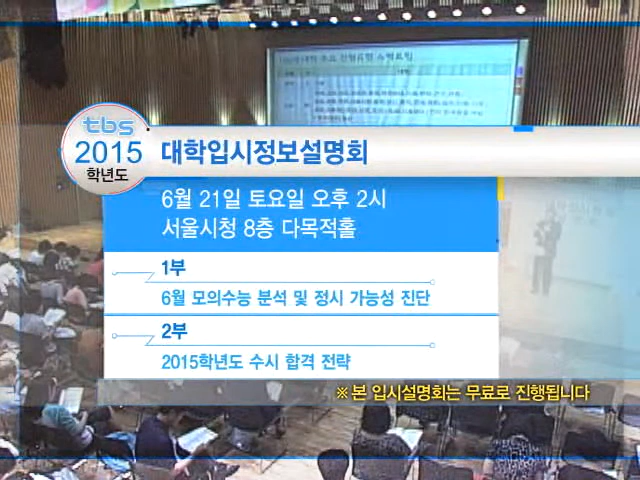 tbs
2015
학년도
대학입시정보설명회
6월 21일 토요일 오후 2시
서울시청 8층 다목적홀
1부
6월 모의수능 분석 및 정시 가능성 진단
2부
2015학년도 수시 합격 전략
※ 본 입시설명회는 무료로 진행됩니다